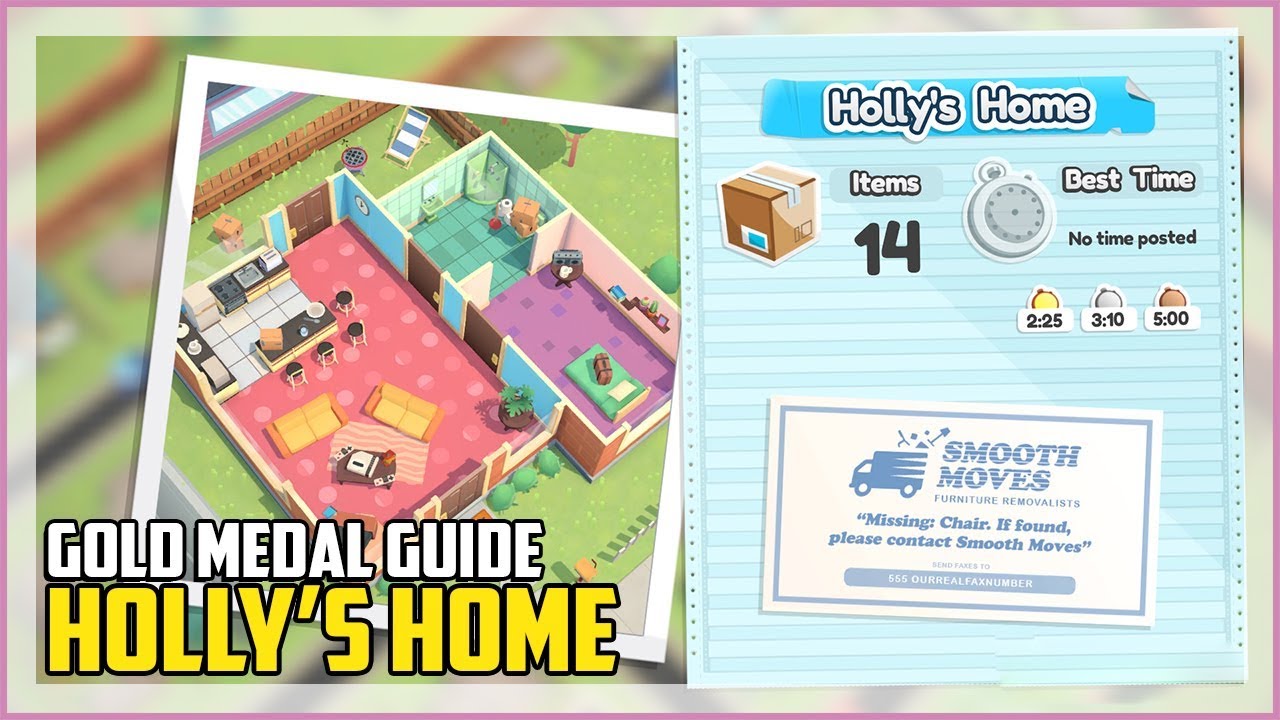 Holly's Home
Items
14
Best Time
No time posted
2:25
3:10
5:00
SMOOTH
MOVES
FURNITURE REMOVALISTS
“Missing: Chair. If found,
please contact Smooth Moves”
SEND FAXES TO
555 OURREALFAXNUMBER
GOLD MEDAL GUIDE
HOLLY'S HOME